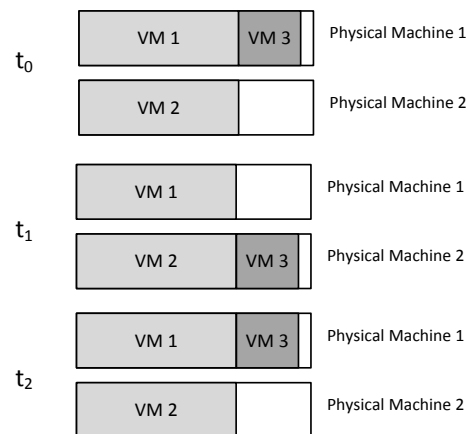 VM 1 VM 3 Physical Machine 1
t0
VM 2 Physical Machine 2
VM 1 Physical Machine 1
t1
VM 2 VM 3 Physical Machine 2
VM 1 VM 3 Physical Machine 1
t2
VM 2 Physical Machine 2